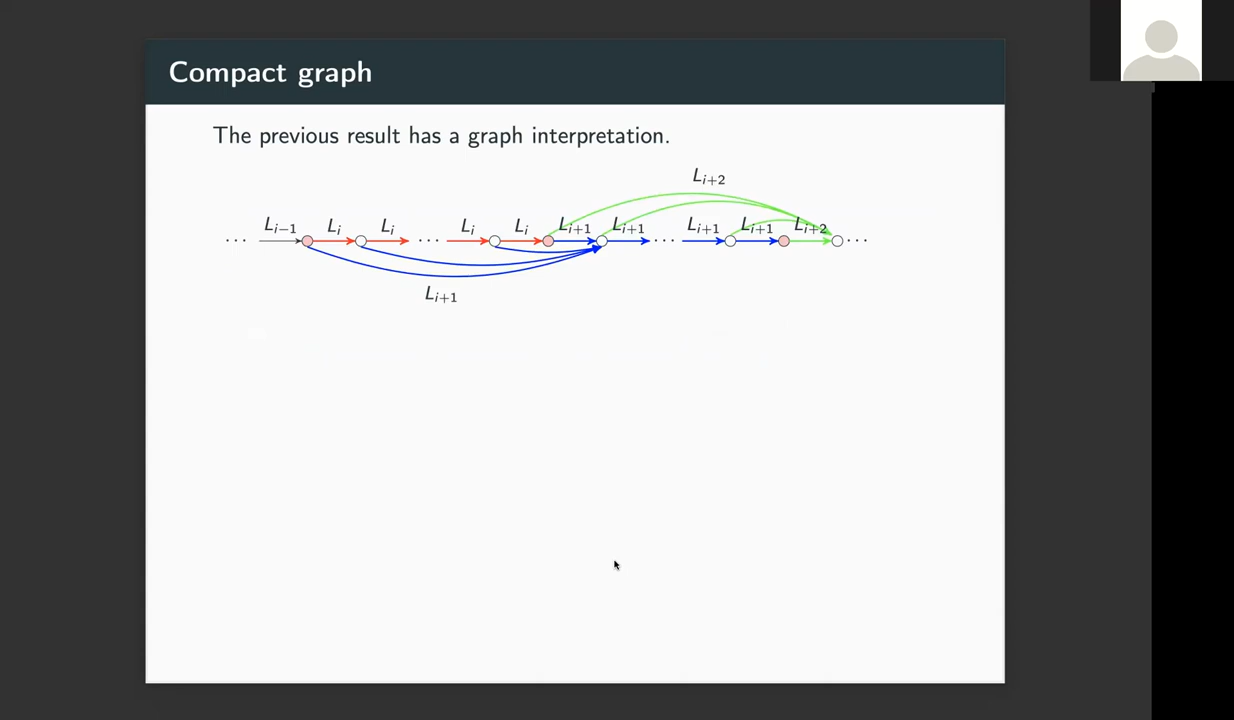 Compact graph
The previous result has a graph interpretation.
L_{i+2}
··· L_{i−1} L_i L_i ··· L_i L_i L_{i+1} L_{i+1} ··· L_{i+1} L_{i+1} L_{i+2} ···
L_{i+1}